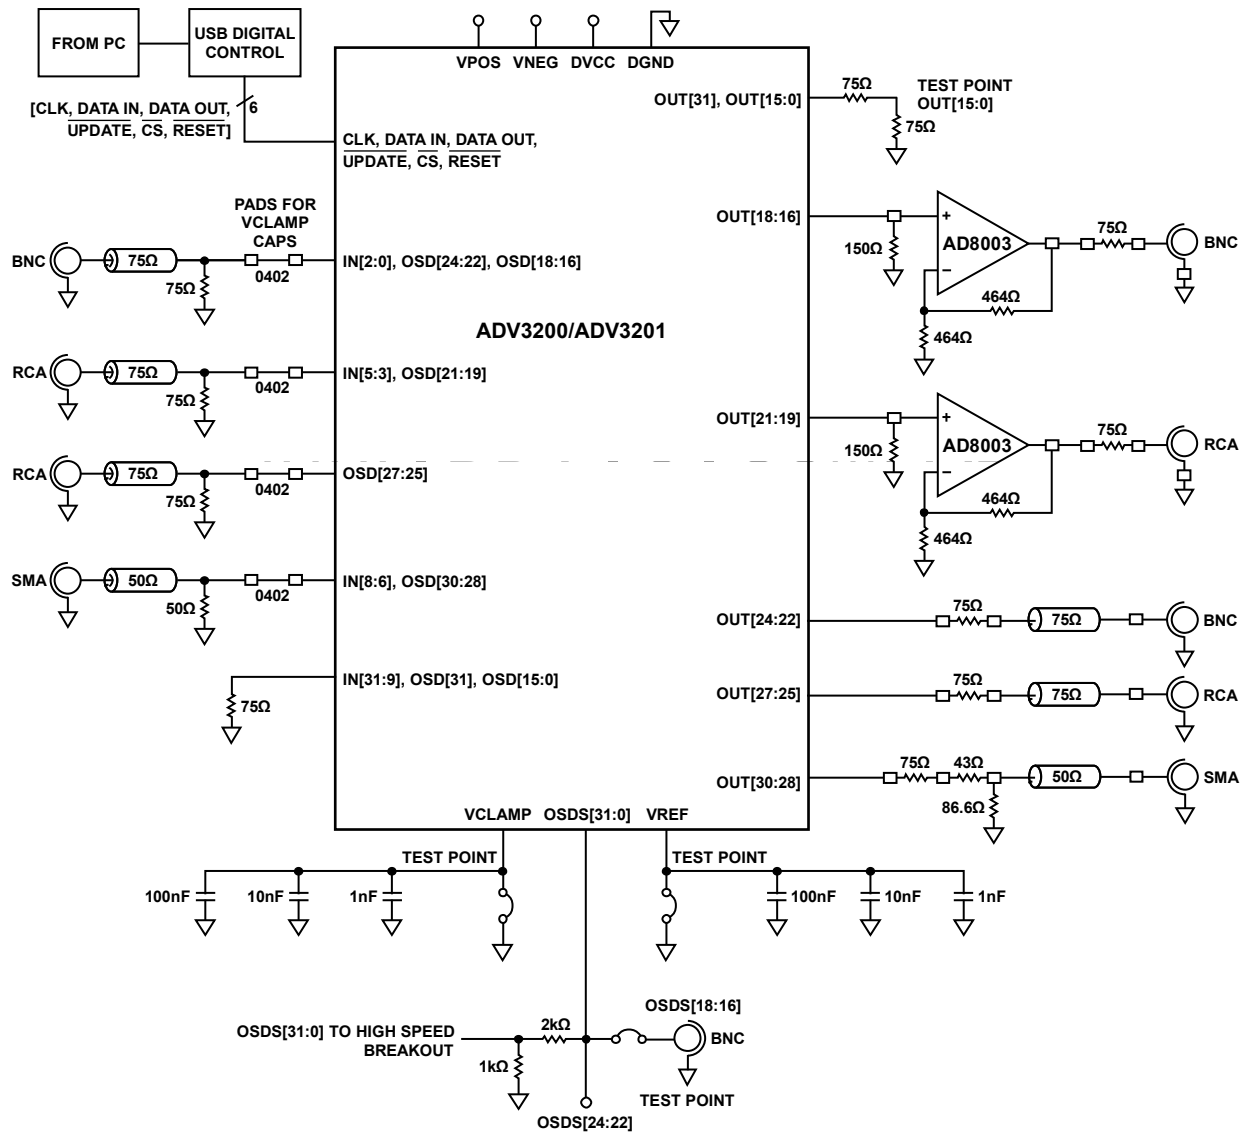 FROM PC
USB DIGITAL
CONTROL
[CLK, DATA IN, DATA OUT,
UPDATE, CS, RESET]
6
VPOS
VNEG
DVCC
DGND
CLK, DATA IN, DATA OUT,
UPDATE, CS, RESET
OUT[31], OUT[15:0]
75Ω
75Ω
TEST POINT
OUT[15:0]
PADS FOR
VCLAMP
CAPS
BNC
75Ω
75Ω
0402
IN[2:0], OSD[24:22], OSD[18:16]
OUT[18:16]
150Ω
+
AD8003
−
464Ω
464Ω
75Ω
BNC
ADV3200/ADV3201
RCA
75Ω
75Ω
0402
IN[5:3], OSD[21:19]
OUT[21:19]
150Ω
+
AD8003
−
464Ω
464Ω
75Ω
RCA
RCA
75Ω
75Ω
0402
OSD[27:25]
SMA
50Ω
50Ω
0402
IN[8:6], OSD[30:28]
OUT[24:22]
75Ω
75Ω
BNC
75Ω
IN[31:9], OSD[31], OSD[15:0]
OUT[27:25]
75Ω
75Ω
RCA
OUT[30:28]
75Ω
43Ω
86.6Ω
50Ω
SMA
VCLAMP
OSDS[31:0]
VREF
TEST POINT
TEST POINT
100nF
10nF
1nF
100nF
10nF
1nF
OSDS[18:16]
OSDS[31:0] TO HIGH SPEED
BREAKOUT
2kΩ
1kΩ
BNC
TEST POINT
OSDS[24:22]